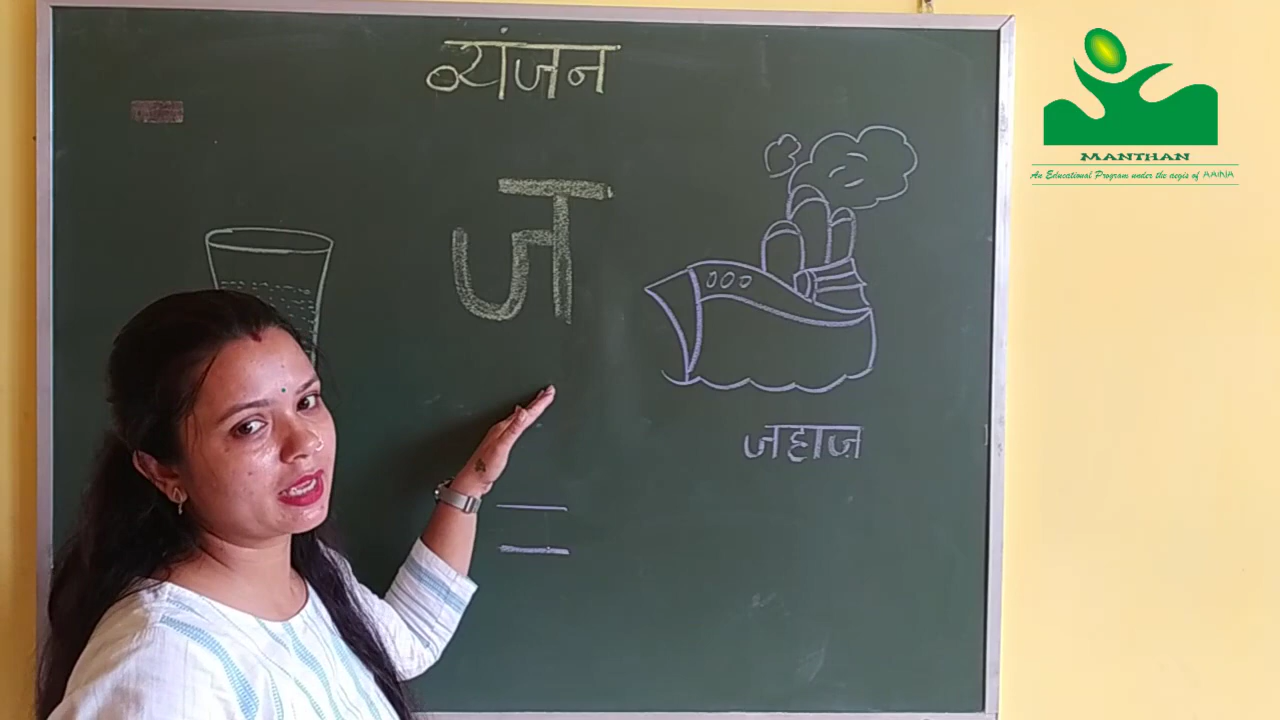 व्यंजन
ज
जहाज
MANTHAN
An Educational Program under the aegis of AAINA